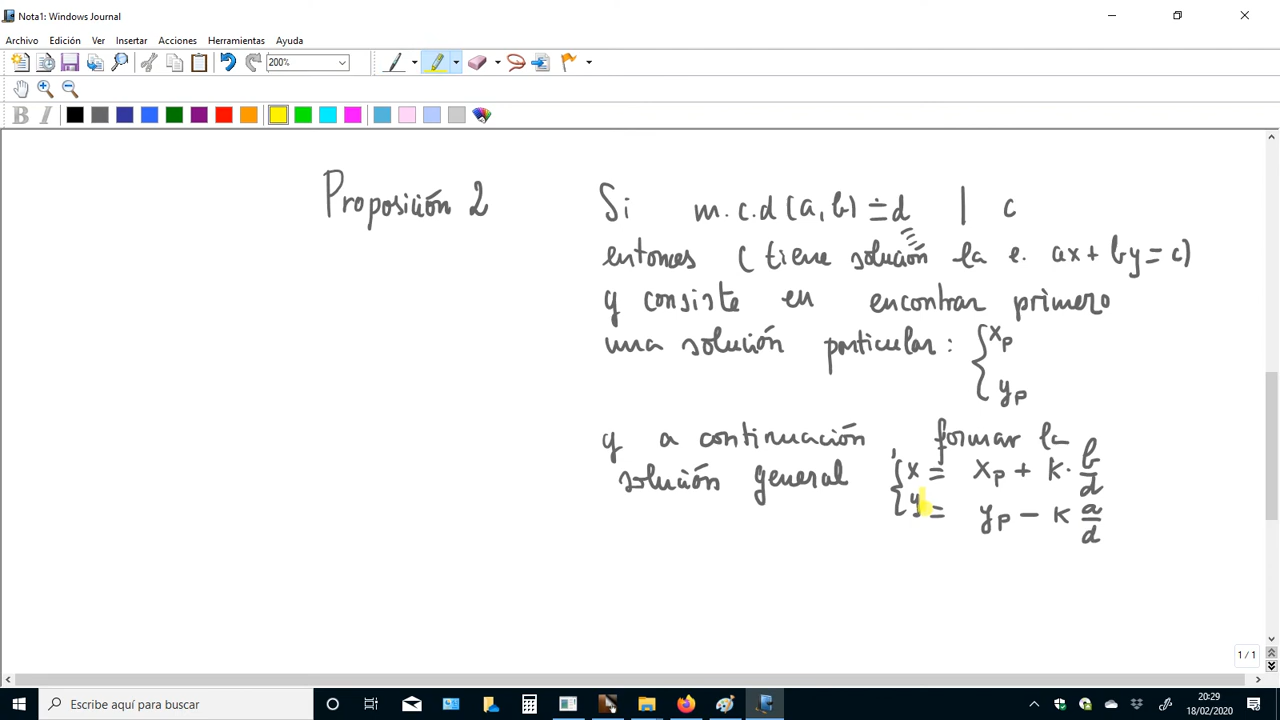 Nota1: Windows Journal
Archivo Edición Ver Insertar Acciones Herramientas Ayuda
200%
B I
Proposición 2 Si m.c.d(a,b) ≐ d | c
entonces (tiene solución la e. ax + by = c)
y consiste en encontrar primero
una solución particular: { xp
yp
y a continuación, formar la
solución general { x = xp + k · b/d
y = yp - k a/d
1 / 1
Escribe aquí para buscar
20:29
18/02/2020